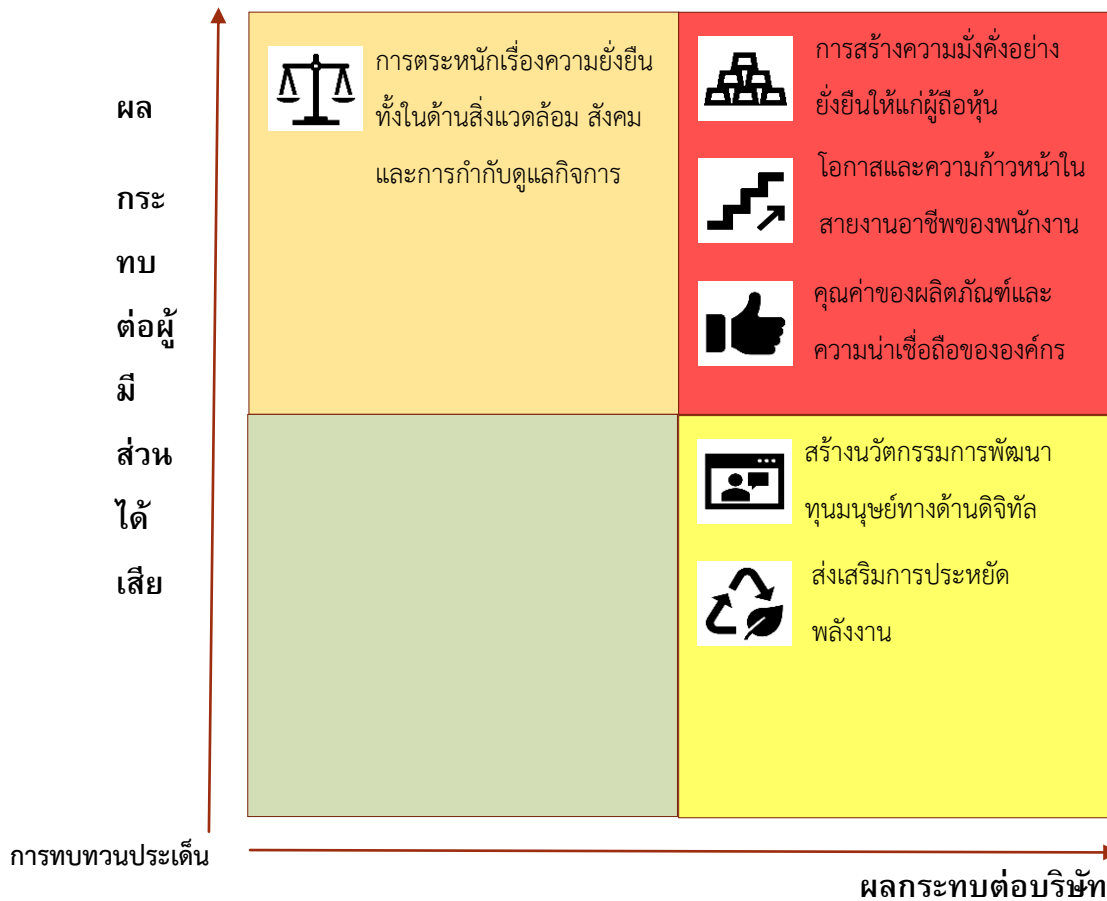 ผล
กระ
ทบ
ต่อผู้
มี
ส่วน
ได้
เสีย
การตระหนักเรื่องความยั่งยืน
ทั้งในด้านสิ่งแวดล้อม สังคม
และการกำกับดูแลกิจการ
การสร้างความมั่งคั่งอย่าง
ยั่งยืนให้แก่ผู้ถือหุ้น
โอกาสและความก้าวหน้าใน
สายงานอาชีพของพนักงาน
คุณค่าของผลิตภัณฑ์และ
ความน่าเชื่อถือขององค์กร
สร้างนวัตกรรมการพัฒนา
ทุนมนุษย์ทางด้านดิจิทัล
ส่งเสริมการประหยัด
พลังงาน
การทบทวนประเด็น
ผลกระทบต่อบริษัท